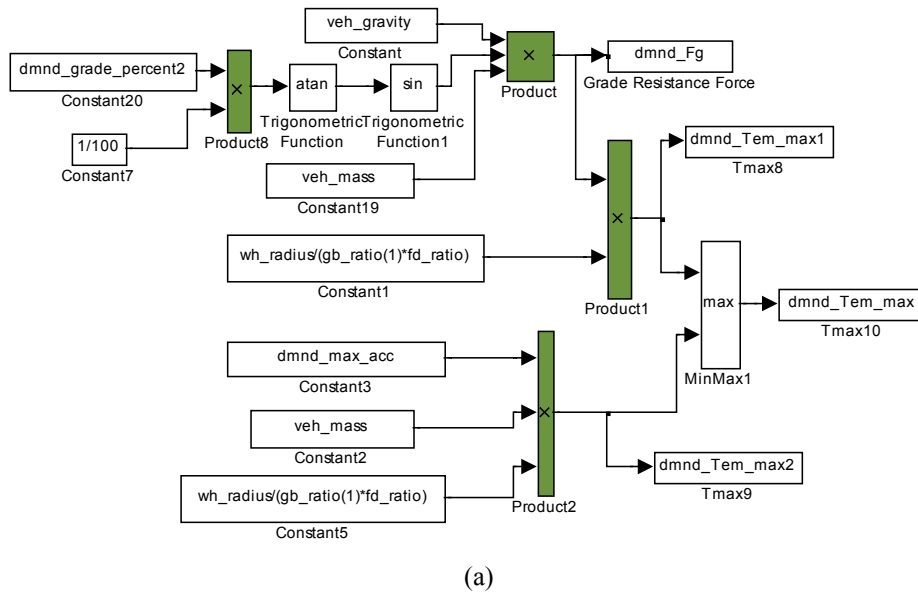 veh_gravity
Constant
dmnd_grade_percent2
Constant20
1/100
Constant7
×
Product8
atan
Trigonometric
Function
sin
Trigonometric
Function1
veh_mass
Constant19
×
Product
dmnd_Fg
Grade Resistance Force
wh_radius/(gb_ratio(1)*fd_ratio)
Constant1
×
Product1
dmnd_Tem_max1
Tmax8
max
MinMax1
dmnd_Tem_max
Tmax10
dmnd_max_acc
Constant3
veh_mass
Constant2
wh_radius/(gb_ratio(1)*fd_ratio)
Constant5
×
Product2
dmnd_Tem_max2
Tmax9
(a)